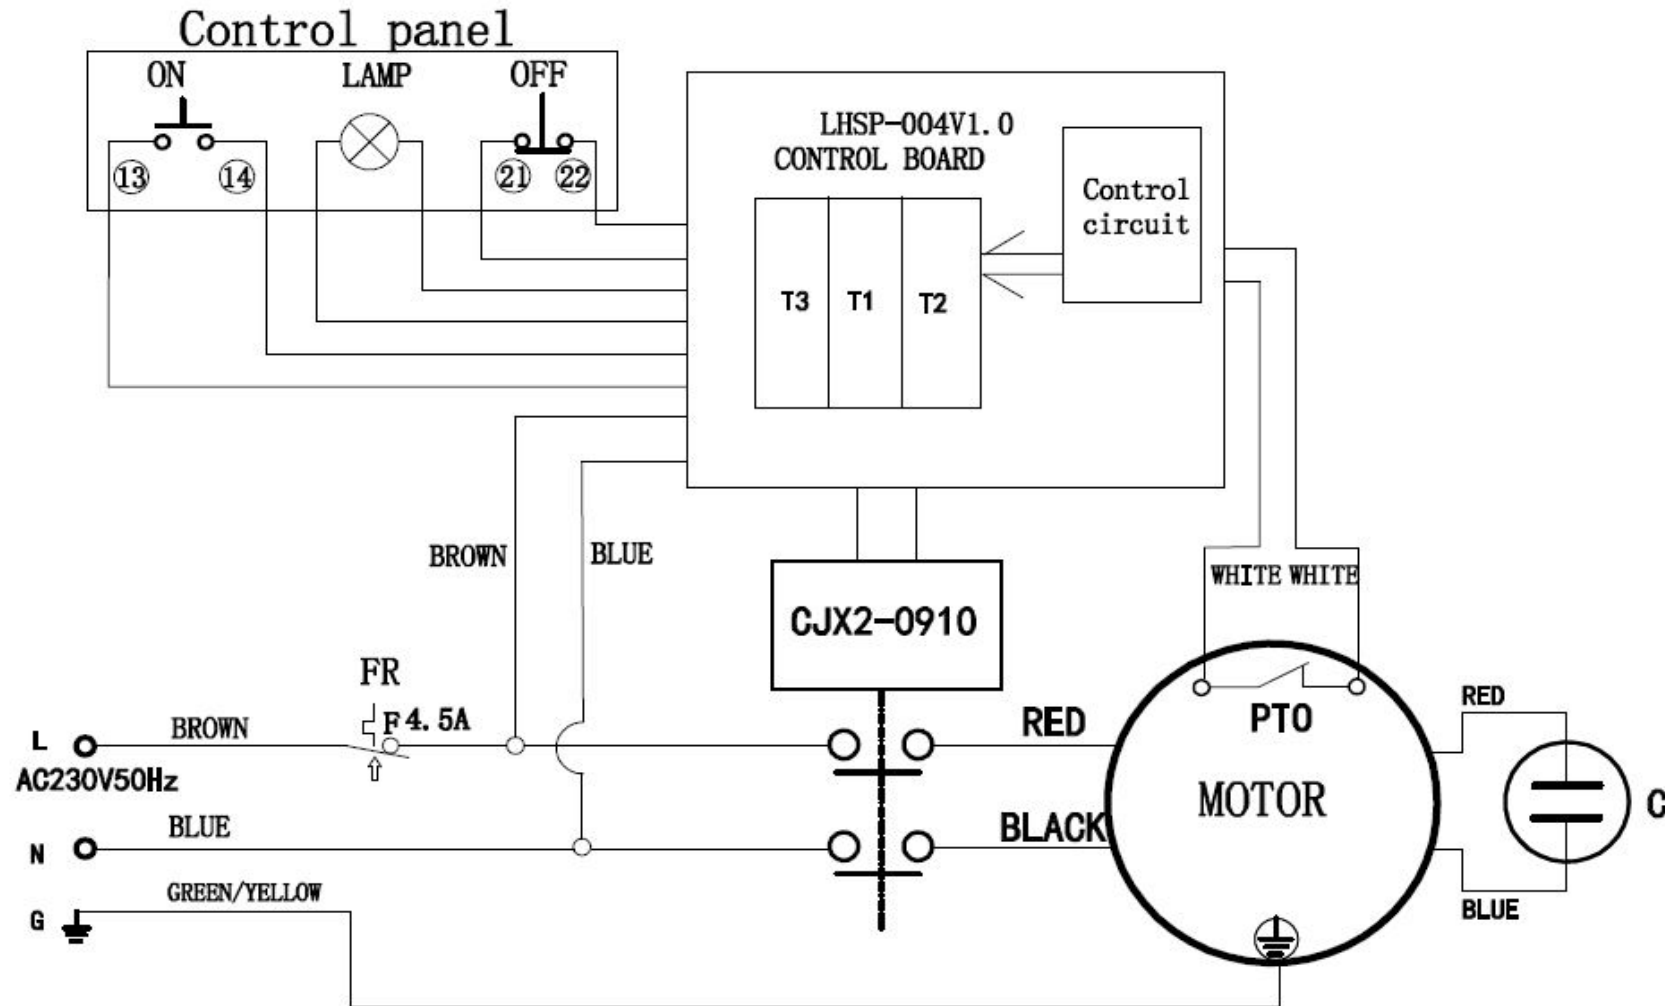 Control panel
ON LAMP OFF
13 14 21 22
LHSP-004V1.0
CONTROL BOARD
Control
circuit
T3 T1 T2
BROWN BLUE
WHITE WHITE
CJX2-0910
FR
F 4.5A
L BROWN
AC230V50Hz
RED
PTO
RED
MOTOR
C
N BLUE
BLACK
BLUE
G GREEN/YELLOW